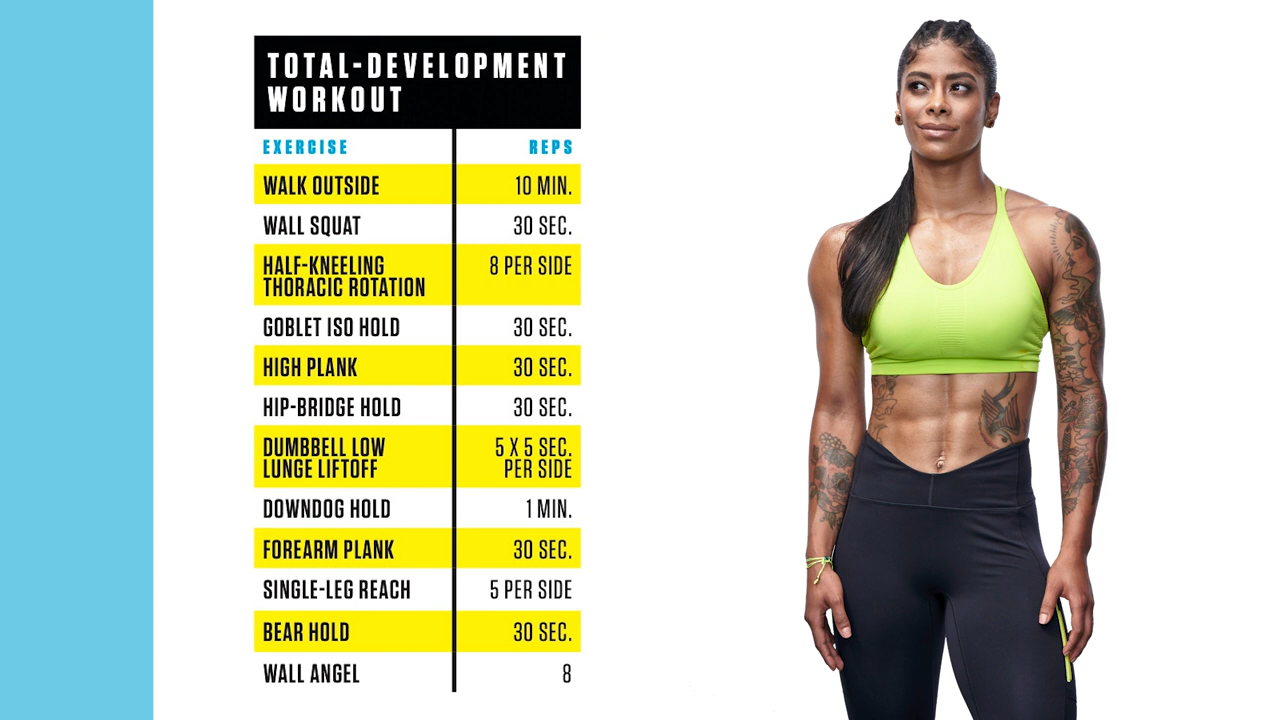 TOTAL-DEVELOPMENT
WORKOUT
EXERCISE REPS
WALK OUTSIDE 10 MIN.
WALL SQUAT 30 SEC.
HALF-KNEELING 8 PER SIDE
THORACIC ROTATION
GOBLET ISO HOLD 30 SEC.
HIGH PLANK 30 SEC.
HIP-BRIDGE HOLD 30 SEC.
DUMBBELL LOW 5 X 5 SEC.
LUNGE LIFTOFF PER SIDE
DOWNDOG HOLD 1 MIN.
FOREARM PLANK 30 SEC.
SINGLE-LEG REACH 5 PER SIDE
BEAR HOLD 30 SEC.
WALL ANGEL 8